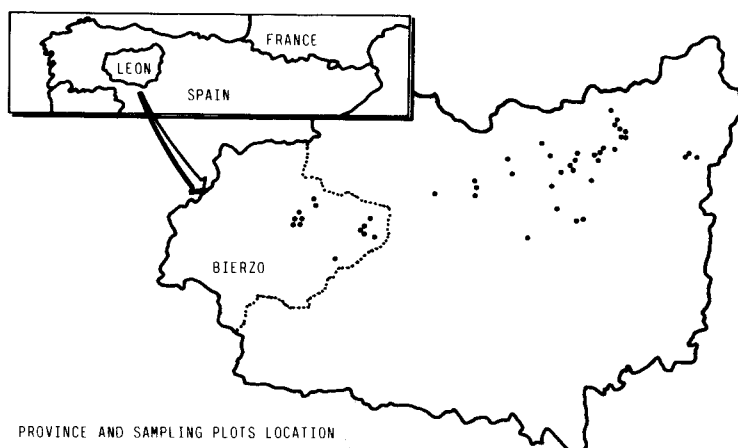 FRANCE
LEON
SPAIN
BIERZO
PROVINCE AND SAMPLING PLOTS LOCATION